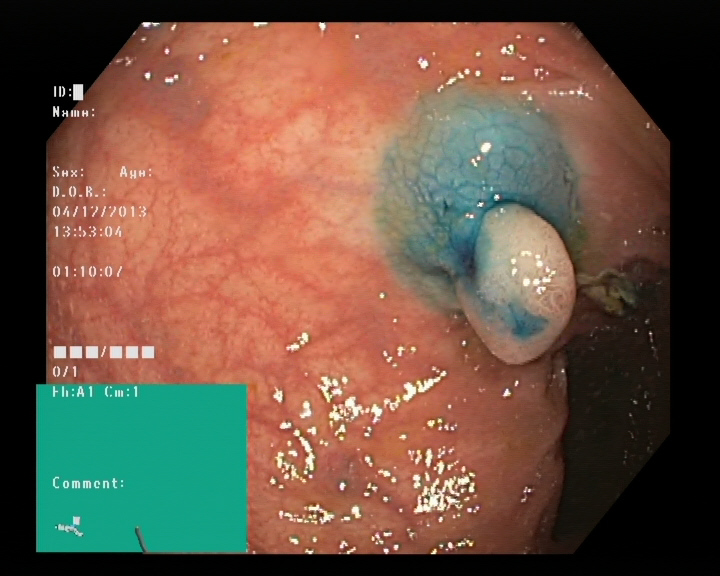 ID:
Name:
Sex: Age:
D.O.B.:
04/12/2013
13:53:04
01:10:07
/
0/1
Eh:A1 Cm:1
Comment: